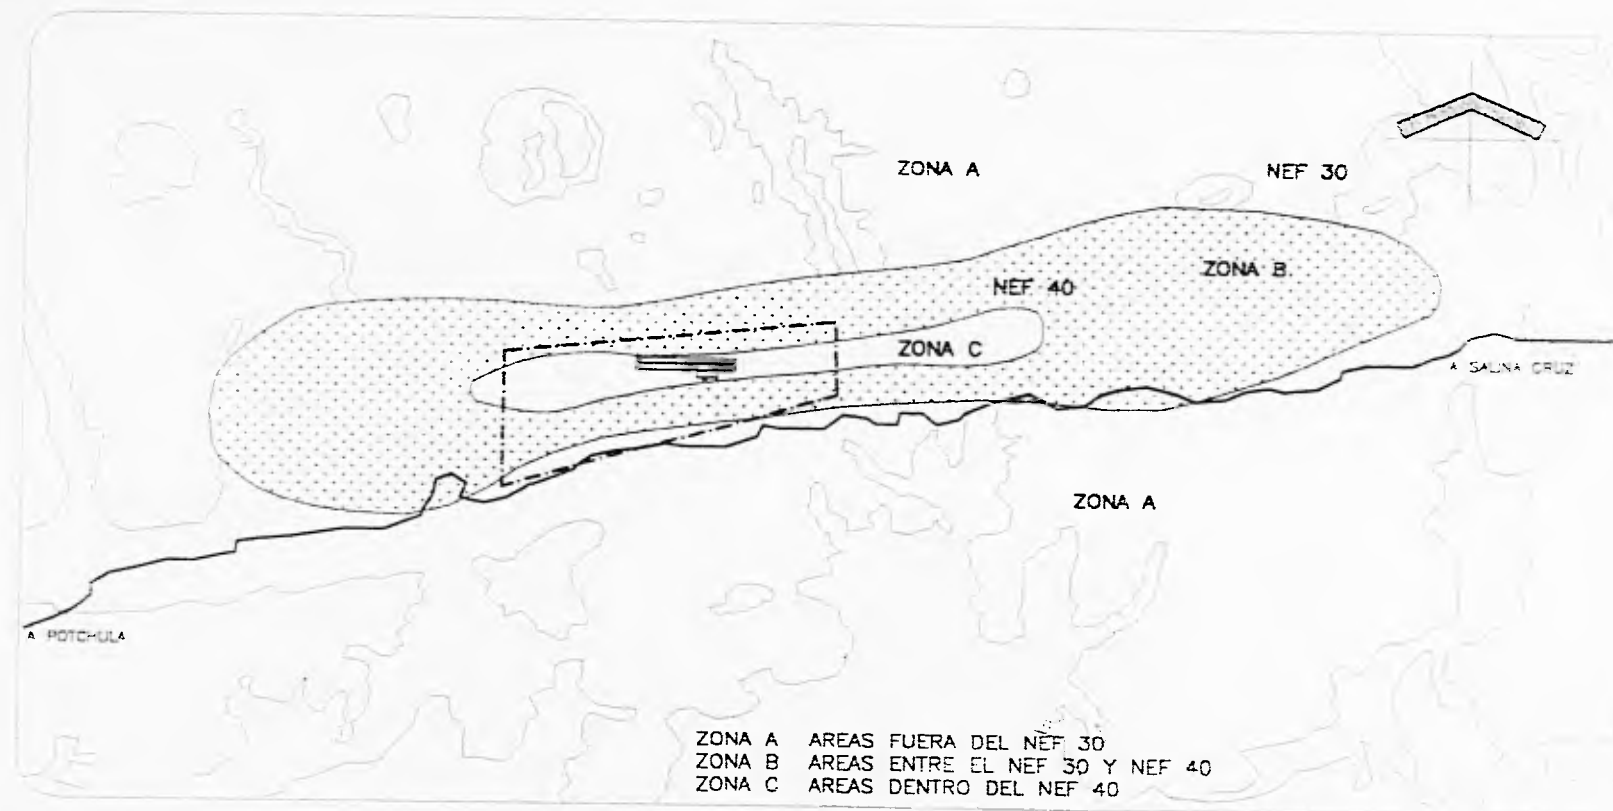 ZONA A
NEF 30
ZONA B
NEF 40
ZONA C
A SALINA CRUZ
ZONA A
A POTCHULA
ZONA A AREAS FUERA DEL NEF 30
ZONA B AREAS ENTRE EL NEF 30 Y NEF 40
ZONA C AREAS DENTRO DEL NEF 40